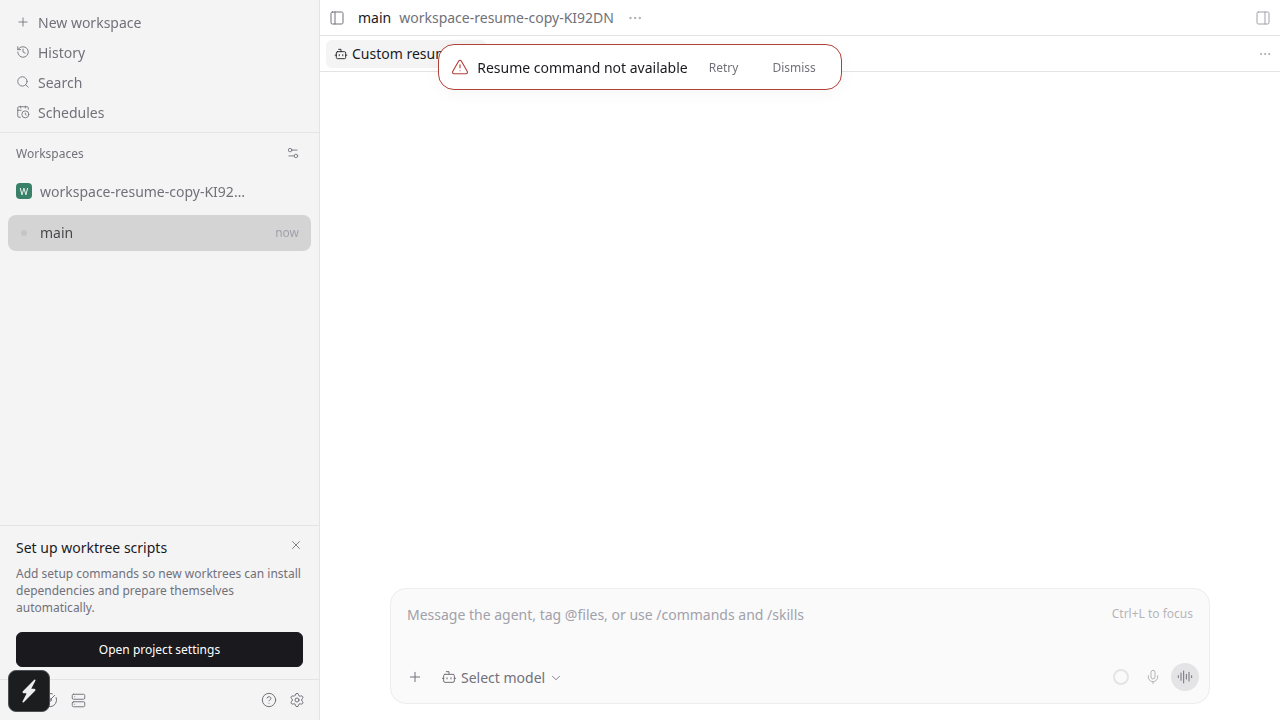 New workspace
History
Search
Schedules
Workspaces
W workspace-resume-copy-KI92...
main now
Set up worktree scripts
Add setup commands so new worktrees can install
dependencies and prepare themselves
automatically.
Open project settings
main workspace-resume-copy-KI92DN
Custom resur
Resume command not available Retry Dismiss
Message the agent, tag @files, or use /commands and /skills
Ctrl+L to focus
Select model